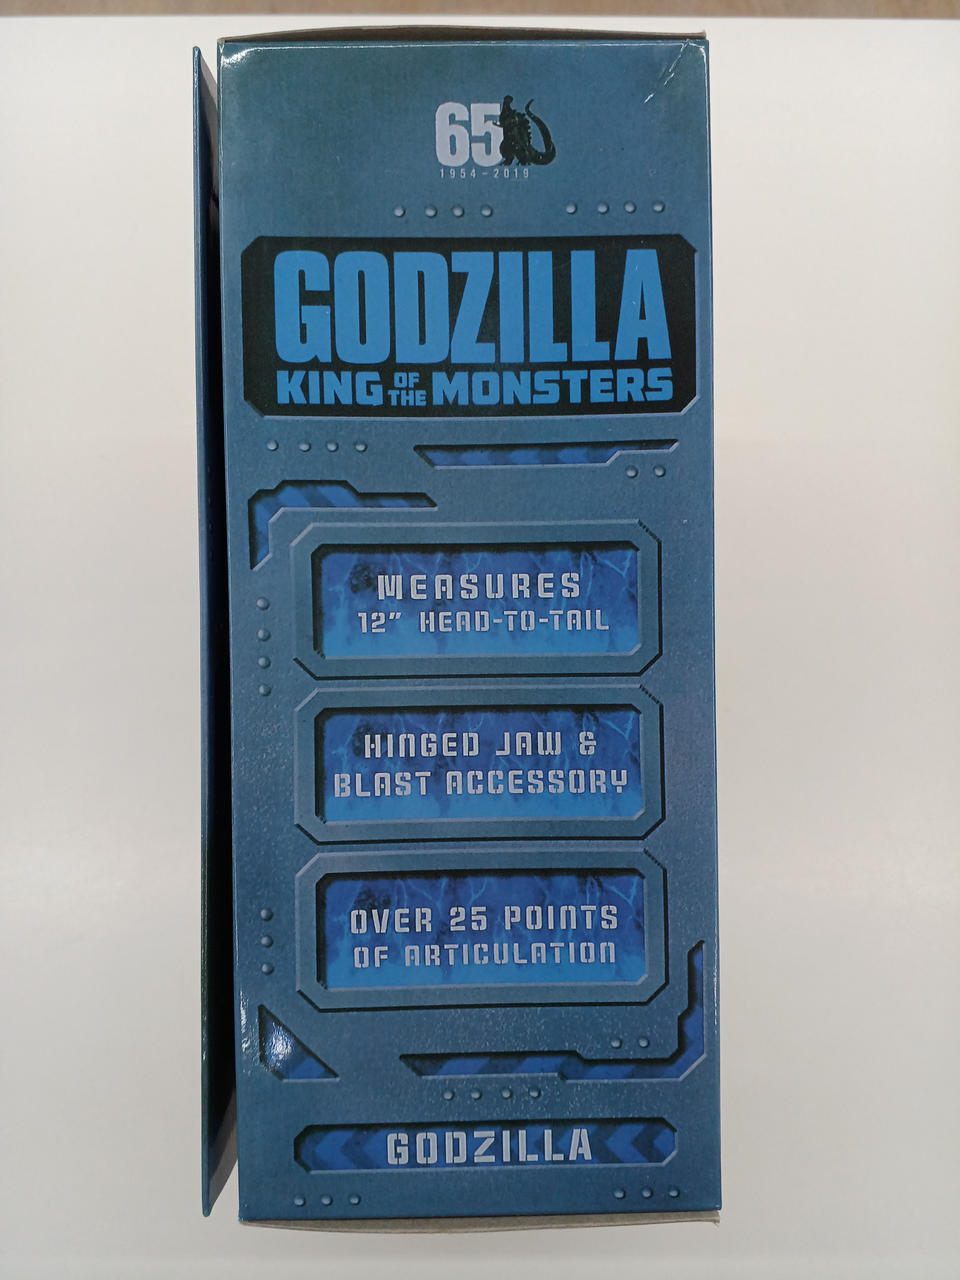 65
1954-2019
GODZILLA
KING OF THE MONSTERS
MEASURES
12" HEAD-TO-TAIL
HINGED JAW &
BLAST ACCESSORY
OVER 25 POINTS
OF ARTICULATION
GODZILLA